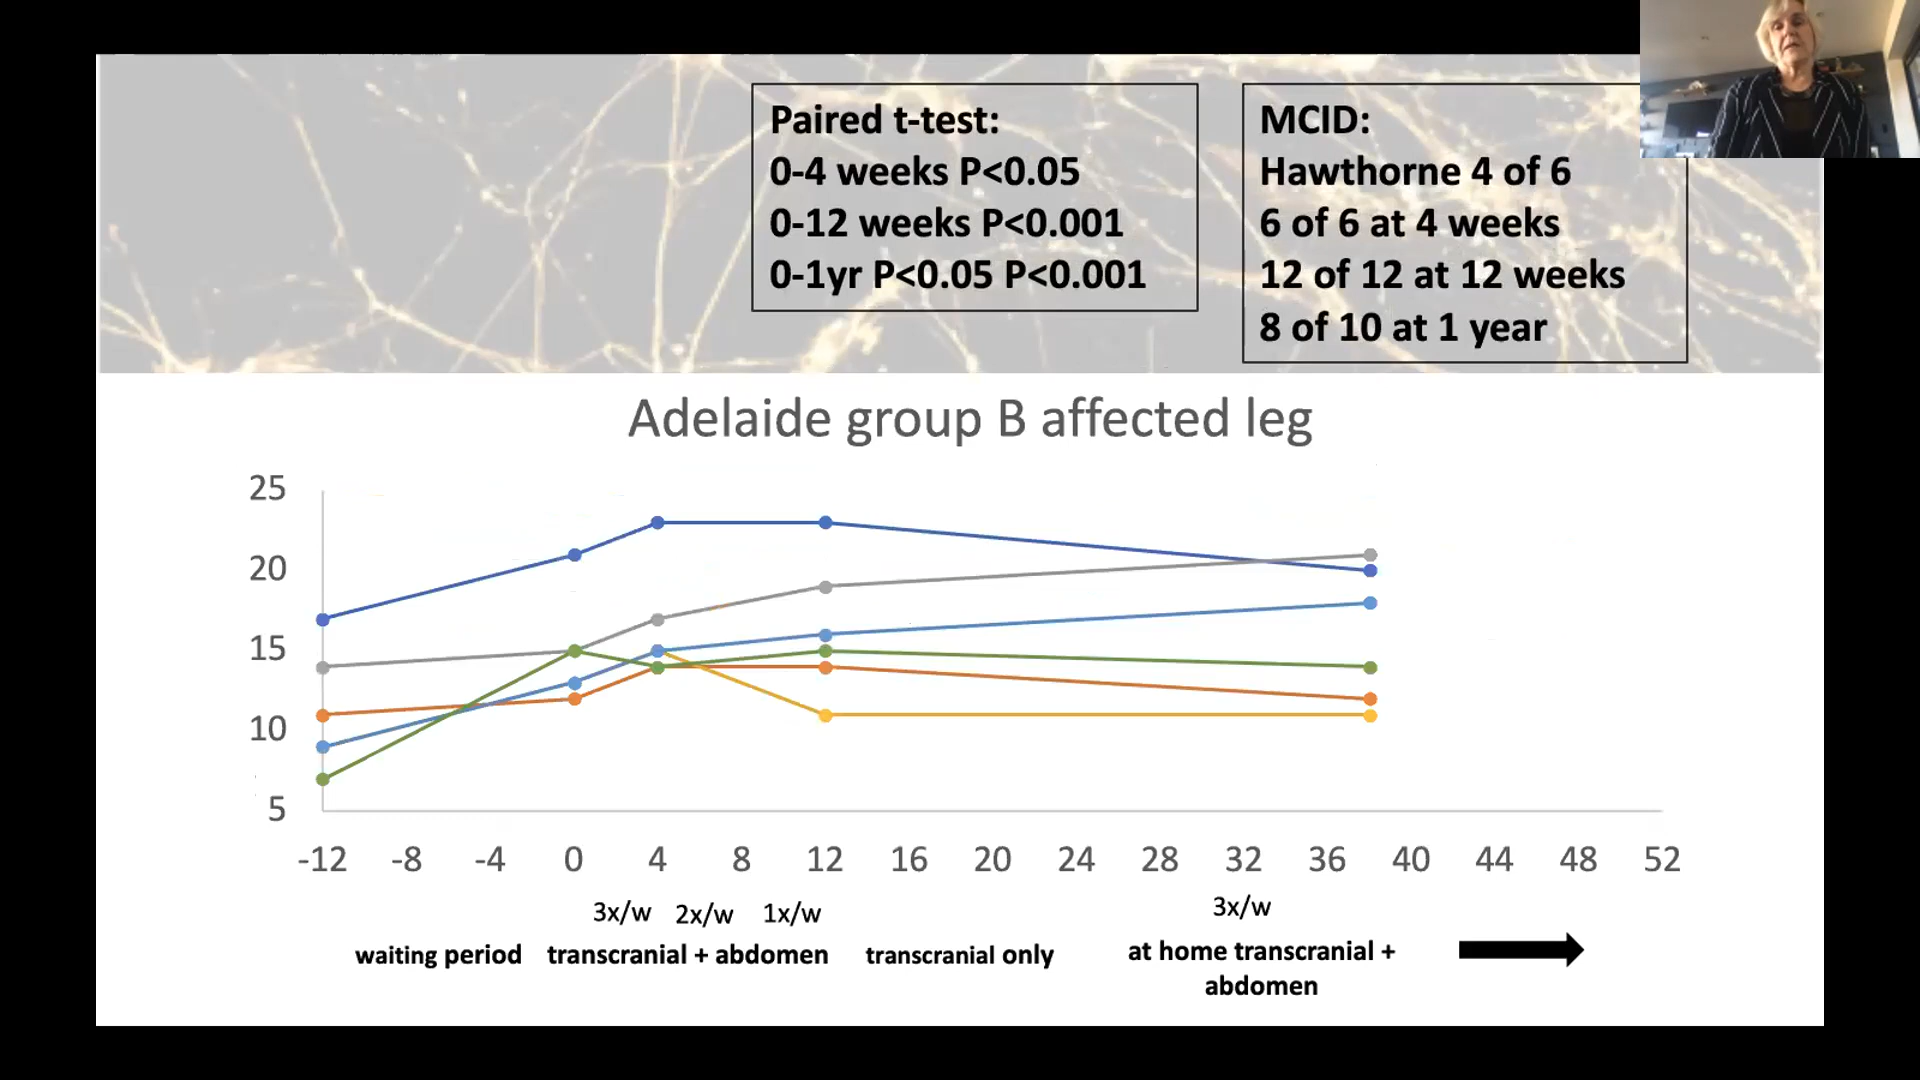 Paired t-test:
0-4 weeks P<0.05
0-12 weeks P<0.001
0-1yr P<0.05 P<0.001
MCID:
Hawthorne 4 of 6
6 of 6 at 4 weeks
12 of 12 at 12 weeks
8 of 10 at 1 year
Adelaide group B affected leg
25
20
15
10
5
-12 -8 -4 0 4 8 12 16 20 24 28 32 36 40 44 48 52
3x/w 2x/w 1x/w 3x/w
waiting period transcranial + abdomen transcranial only at home transcranial +
abdomen